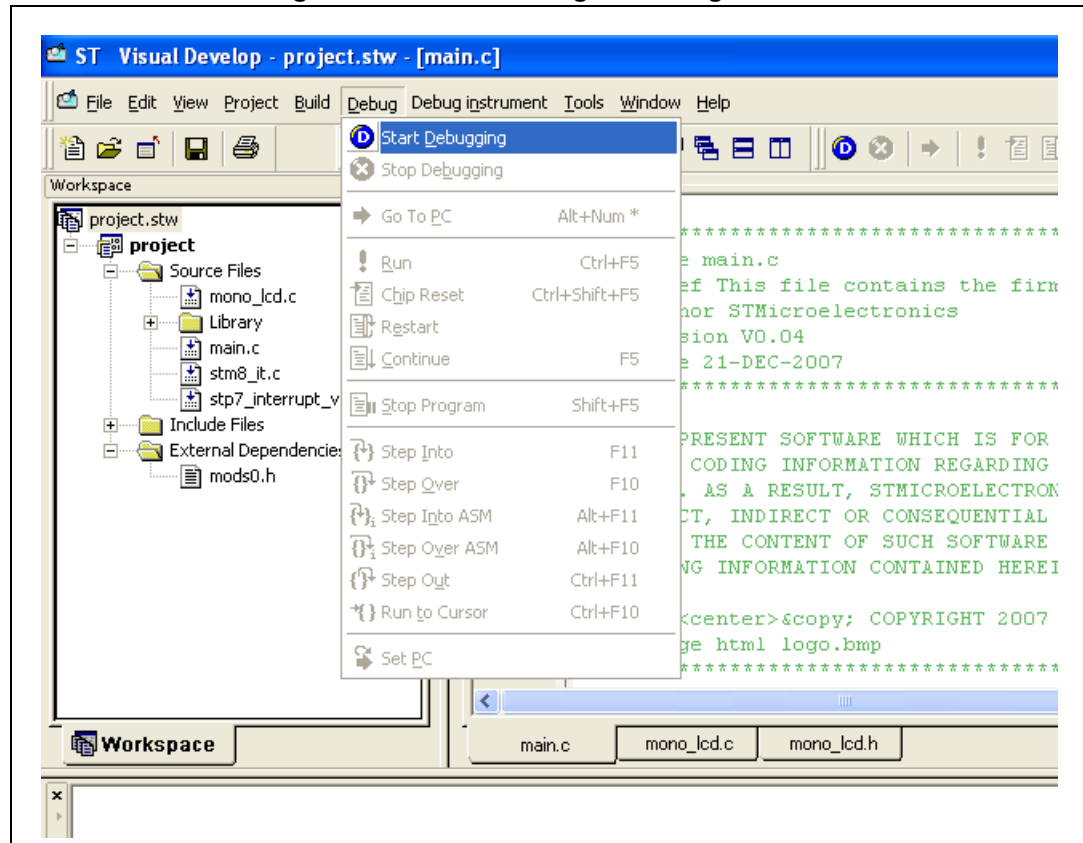 ST Visual Develop - project.stw - [main.c]
File Edit View Project Build Debug Debug instrument Tools Window Help
Workspace
project.stw
project
Source Files
mono_lcd.c
Library
main.c
stm8_it.c
stp7_interrupt_v
Include Files
External Dependencies
mods0.h
Start Debugging
Stop Debugging
Go To PC Alt+Num *
Run Ctrl+F5
Chip Reset Ctrl+Shift+F5
Restart
Continue F5
Stop Program Shift+F5
Step Into F11
Step Over F10
Step Into ASM Alt+F11
Step Over ASM Alt+F10
Step Out Ctrl+F11
Run to Cursor Ctrl+F10
Set PC
*******************************
e main.c
ef This file contains the firm
nor STMicroelectronics
sion V0.04
e 21-DEC-2007
*******************************
PRESENT SOFTWARE WHICH IS FOR
CODING INFORMATION REGARDING
. AS A RESULT, STMICROELECTRON
CT, INDIRECT OR CONSEQUENTIAL
THE CONTENT OF SUCH SOFTWARE
NG INFORMATION CONTAINED HEREI
<center>&copy; COPYRIGHT 2007
ge html logo.bmp
*******************************
Workspace
main.c mono_lcd.c mono_lcd.h